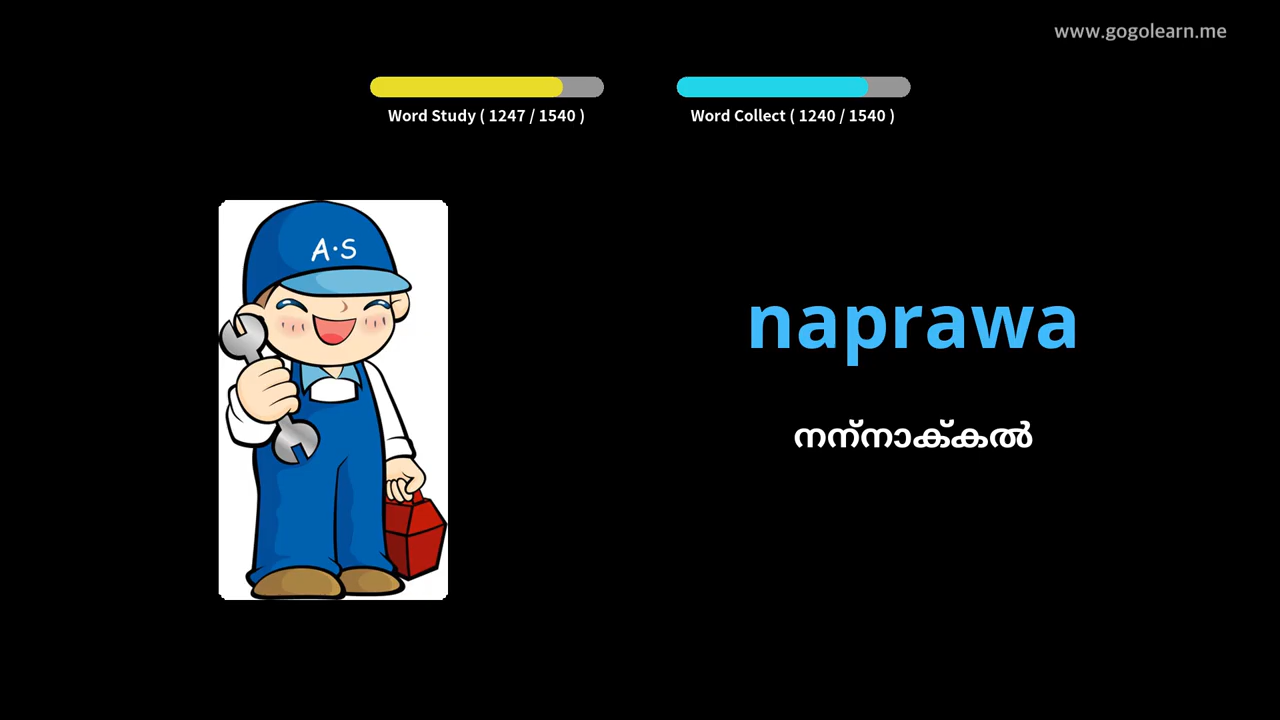 www.gogolearn.me
Word Study ( 1247 / 1540 )
Word Collect ( 1240 / 1540 )
A·S
naprawa
നന്നാക്കൽ